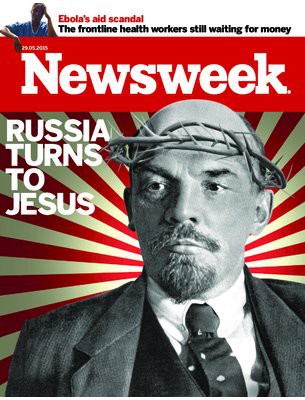 Ebola's aid scandal
The frontline health workers still waiting for money
29.05.2015
Newsweek
RUSSIA
TURNS
TO
JESUS